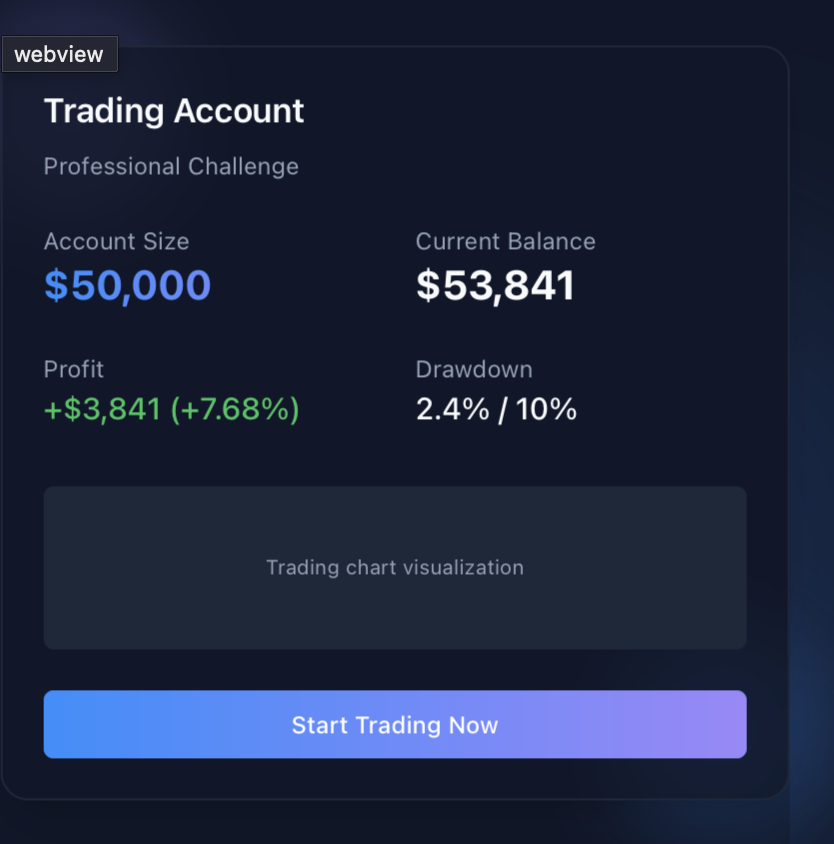 webview
Trading Account
Professional Challenge
Account Size
$50,000
Current Balance
$53,841
Profit
+$3,841 (+7.68%)
Drawdown
2.4% / 10%
Trading chart visualization
Start Trading Now